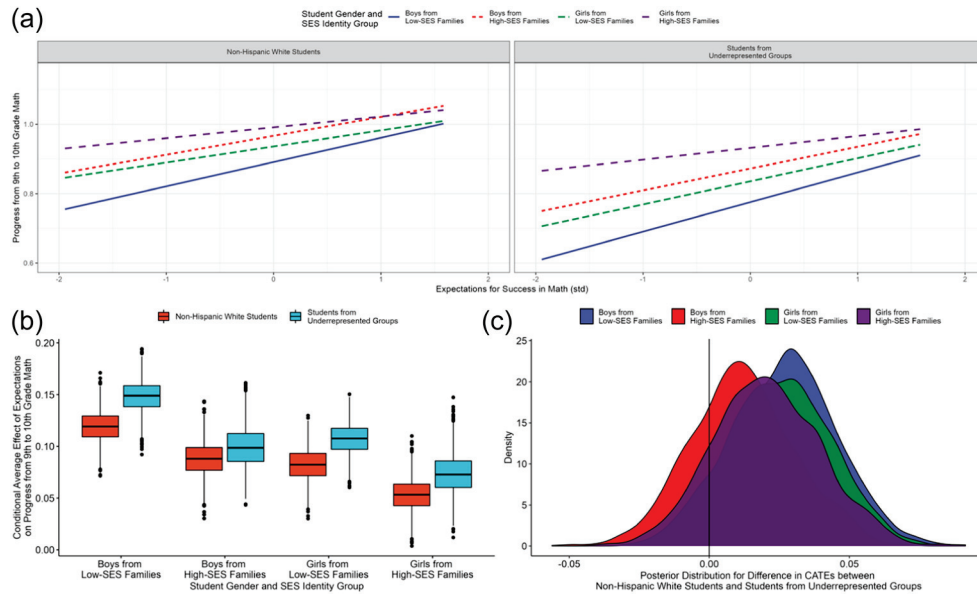 (a)
Student Gender and
SES Identity Group
Boys from
Low-SES Families
Boys from
High-SES Families
Girls from
Low-SES Families
Girls from
High-SES Families
Non-Hispanic White Students
Students from
Underrepresented Groups
Progress from 9th to 10th Grade Math
1.0
0.8
0.6
-2 -1 0 1 2
-2 -1 0 1 2
Expectations for Success in Math (std)
(b)
Non-Hispanic White Students
Students from
Underrepresented Groups
Conditional Average Effect of Expectations
on Progress from 9th to 10th Grade Math
0.20
0.15
0.10
0.05
0.00
Boys from
Low-SES Families
Boys from
High-SES Families
Girls from
Low-SES Families
Girls from
High-SES Families
Student Gender and SES Identity Group
(c)
Boys from
Low-SES Families
Boys from
High-SES Families
Girls from
Low-SES Families
Girls from
High-SES Families
Density
25
20
15
10
5
0
-0.05 0.00 0.05
Posterior Distribution for Difference in CATEs between
Non-Hispanic White Students and Students from Underrepresented Groups